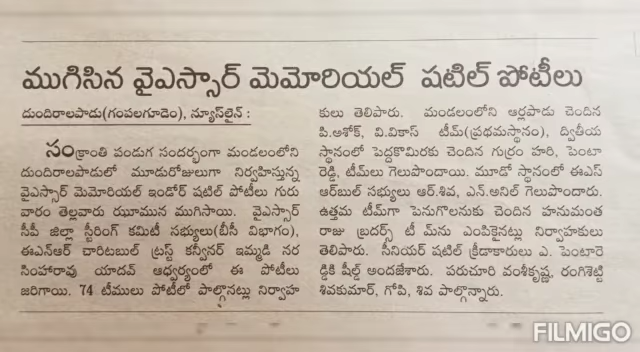 ముగిసిన వైఎస్సార్ మెమోరియల్ షటిల్ పోటీలు
దుందిరాలపాడు(గంపలగూడెం), న్యూస్‌లైన్ :
సంక్రాంతి పండుగ సందర్భంగా మండలంలోని
దుందిరాలపాడులో మూడురోజులుగా నిర్వహిస్తున్న
వైఎస్సార్ మెమోరియల్ ఇండోర్ షటిల్ పోటీలు గురు
వారం తెల్లవారు ఝామున ముగిసాయి. వైఎస్సార్
సీపీ జిల్లా స్టీరింగ్ కమిటీ సభ్యులు(బీసీ విభాగం),
ఈఎన్ఆర్ చారిటబుల్ ట్రస్ట్ కన్వీనర్ ఇమ్మడి నర
సింహారావు యాదవ్ ఆధ్వర్యంలో ఈ పోటీలు
జరిగాయి. 74 టీములు పోటీలో పాల్గొనట్లు నిర్వాహ
కులు తెలిపారు. మండలంలోని ఆర్లపాడు చెందిన
పి.అశోక్, వి.వికాస్ టీమ్(ప్రథమస్థానం), ద్వితీయ
స్థానంలో పెద్దకొమిరకు చెందిన గుర్రం హరి, పెంటా
రెడ్డి, టీమ్‌లు గెలుపొందాయి. మూడో స్థానంలో ఈఎస్
ఆర్‌బుల్ సభ్యులు ఆర్.శివ, ఎన్.అనిల్ గెలుపొందారు.
ఉత్తమ టీమ్‌గా పెనుగొలనుకు చెందిన హనుమంత
రాజు బ్రదర్స్ టీ మ్‌ను ఎంపికైనట్లు నిర్వాహకులు
తెలిపారు. సీనియర్ షటిల్ క్రీడాకారులు ఎ. పెంటారె
డ్డికి షీల్డ్ అందజేశారు. పరుచూరి వంశీకృష్ణ, రంగిశెట్టి
శివకుమార్, గోపి, శివ పాల్గొన్నారు.
FILMIGO